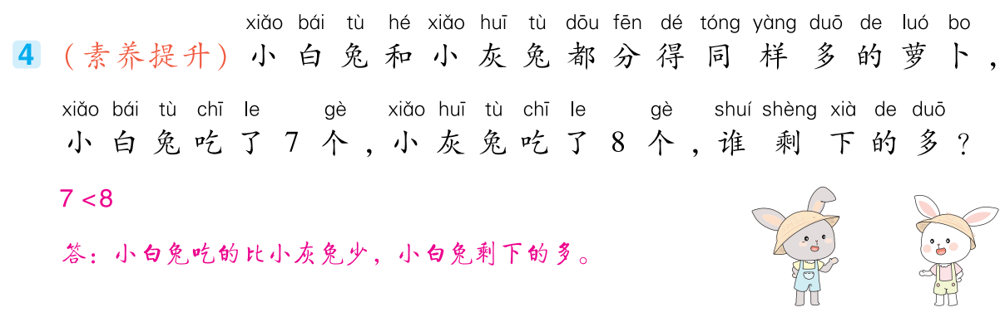 xiǎo bái tù hé xiǎo huī tù dōu fēn dé tóng yàng duō de luó bo
4 （素养提升）小白兔和小灰兔都分得同样多的萝卜，
xiǎo bái tù chī le gè xiǎo huī tù chī le gè shuí shèng xià de duō
小白兔吃了7个，小灰兔吃了8个，谁剩下的多？
7<8
答：小白兔吃的比小灰兔少，小白兔剩下的多。